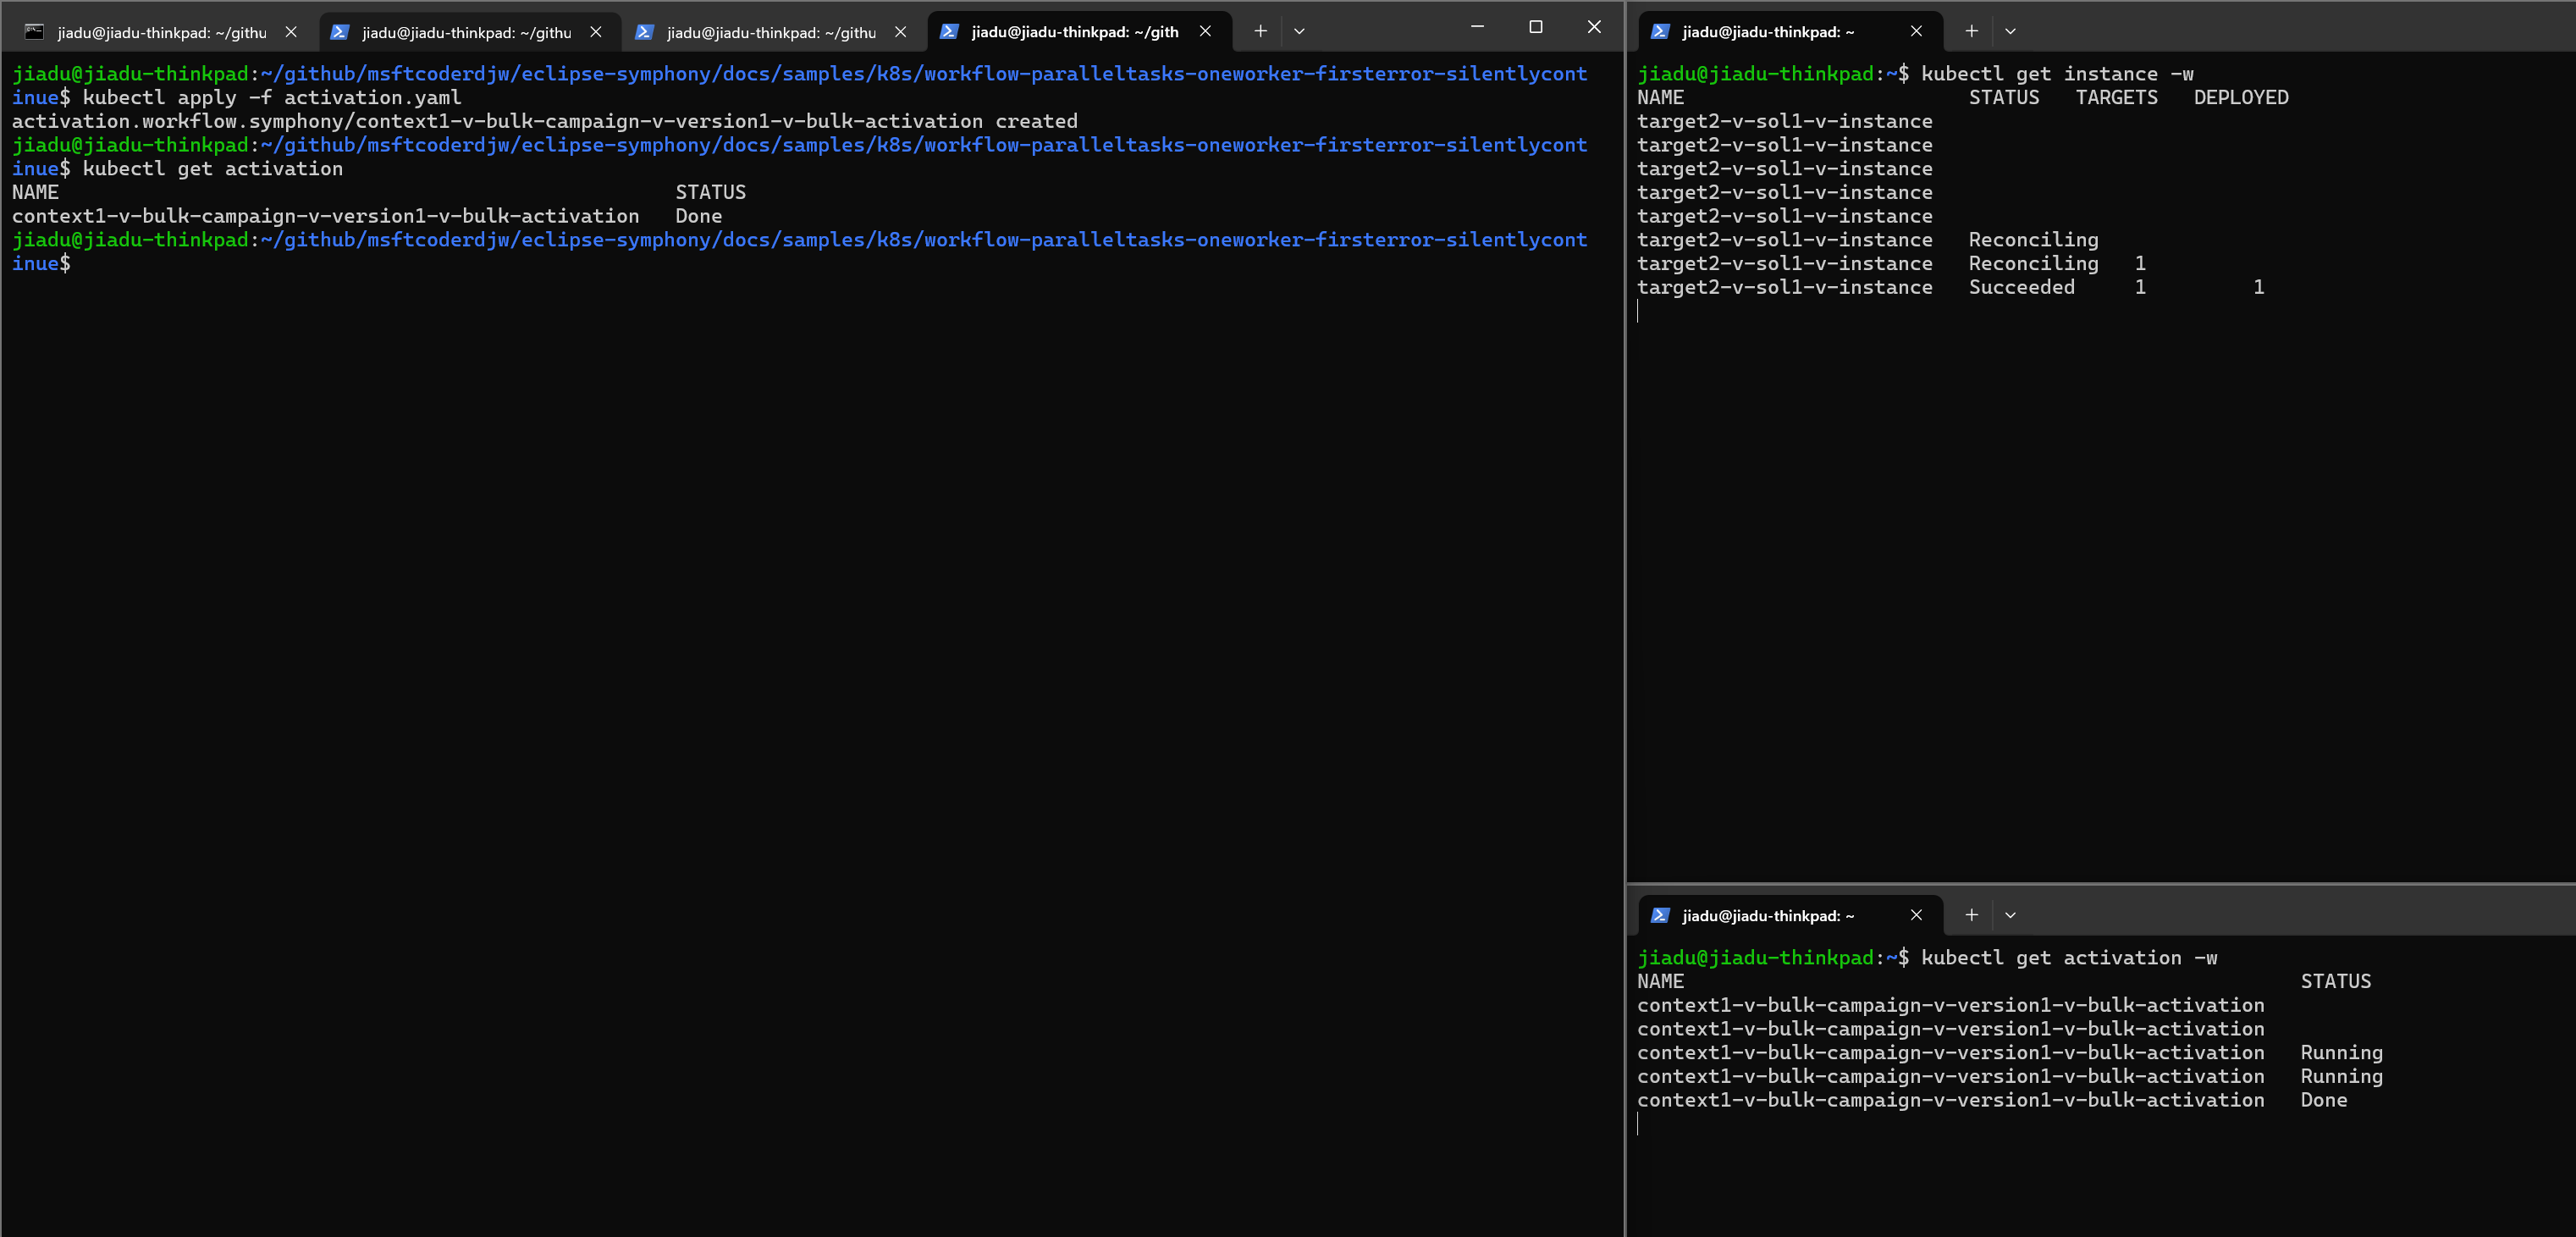 jiadu@jiadu-thinkpad: ~/githu
jiadu@jiadu-thinkpad: ~/githu
jiadu@jiadu-thinkpad: ~/githu
jiadu@jiadu-thinkpad: ~/gith
jiadu@jiadu-thinkpad:~/github/msftcoderdjw/eclipse-symphony/docs/samples/k8s/workflow-paralleltasks-oneworker-firsterror-silentlycont
inue$ kubectl apply -f activation.yaml
activation.workflow.symphony/context1-v-bulk-campaign-v-version1-v-bulk-activation created
jiadu@jiadu-thinkpad:~/github/msftcoderdjw/eclipse-symphony/docs/samples/k8s/workflow-paralleltasks-oneworker-firsterror-silentlycont
inue$ kubectl get activation
NAME STATUS
context1-v-bulk-campaign-v-version1-v-bulk-activation Done
jiadu@jiadu-thinkpad:~/github/msftcoderdjw/eclipse-symphony/docs/samples/k8s/workflow-paralleltasks-oneworker-firsterror-silentlycont
inue$
jiadu@jiadu-thinkpad: ~
jiadu@jiadu-thinkpad:~$ kubectl get instance -w
NAME STATUS TARGETS DEPLOYED
target2-v-sol1-v-instance
target2-v-sol1-v-instance
target2-v-sol1-v-instance
target2-v-sol1-v-instance
target2-v-sol1-v-instance
target2-v-sol1-v-instance Reconciling
target2-v-sol1-v-instance Reconciling 1
target2-v-sol1-v-instance Succeeded 1 1
jiadu@jiadu-thinkpad: ~
jiadu@jiadu-thinkpad:~$ kubectl get activation -w
NAME STATUS
context1-v-bulk-campaign-v-version1-v-bulk-activation
context1-v-bulk-campaign-v-version1-v-bulk-activation
context1-v-bulk-campaign-v-version1-v-bulk-activation Running
context1-v-bulk-campaign-v-version1-v-bulk-activation Running
context1-v-bulk-campaign-v-version1-v-bulk-activation Done